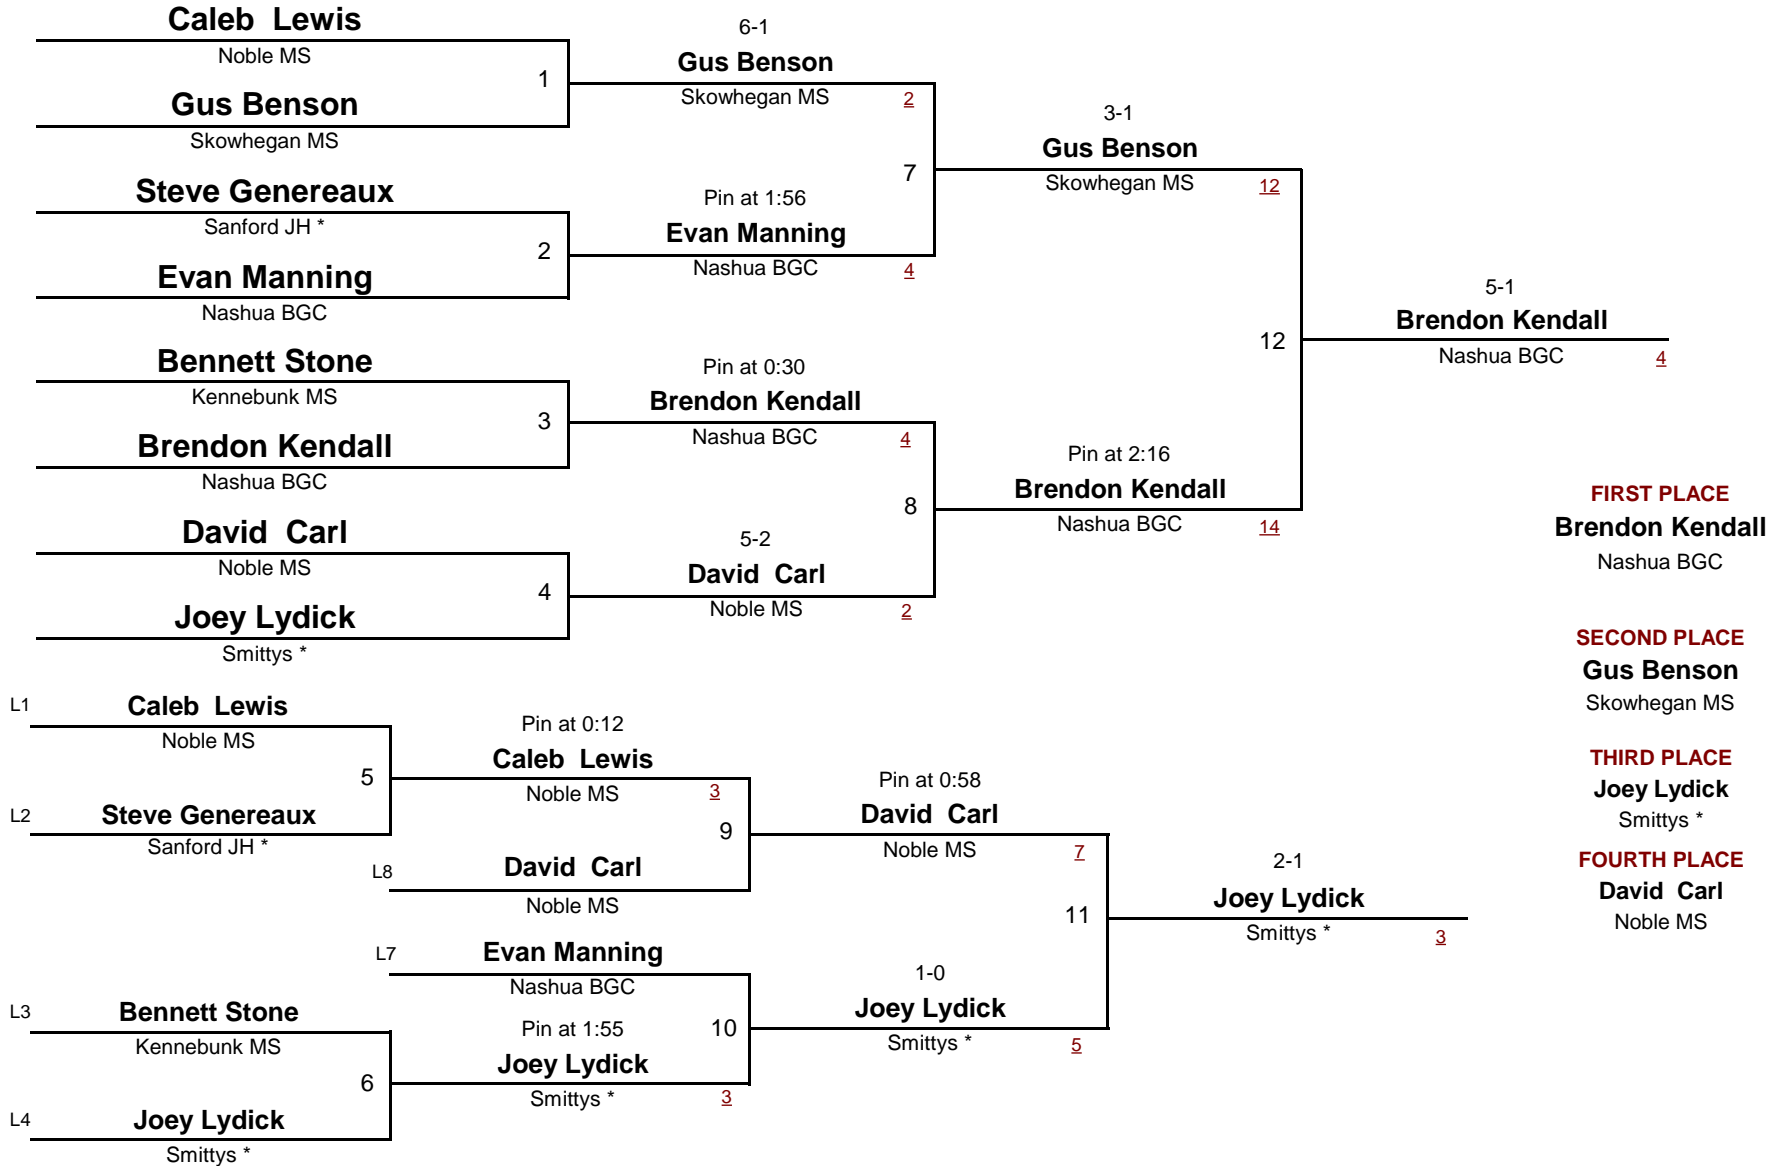 Caleb  Lewis
Noble MS
1
Gus Benson
Skowhegan MS
Steve Genereaux
Sanford JH *
2
Evan Manning
Nashua BGC
Bennett Stone
Kennebunk MS
3
Brendon Kendall
Nashua BGC
David  Carl
Noble MS
4
Joey Lydick
Smittys *
6-1
Gus Benson
Skowhegan MS 2
7
Pin at 1:56
Evan Manning
Nashua BGC 4
Pin at 0:30
Brendon Kendall
Nashua BGC 4
8
5-2
David  Carl
Noble MS 2
3-1
Gus Benson
Skowhegan MS 12
12
Pin at 2:16
Brendon Kendall
Nashua BGC 14
5-1
Brendon Kendall
Nashua BGC 4
FIRST PLACE
Brendon Kendall
Nashua BGC
SECOND PLACE
Gus Benson
Skowhegan MS
THIRD PLACE
Joey Lydick
Smittys *
FOURTH PLACE
David  Carl
Noble MS
L1 Caleb  Lewis
Noble MS
5
L2 Steve Genereaux
Sanford JH *
L3 Bennett Stone
Kennebunk MS
6
L4 Joey Lydick
Smittys *
Pin at 0:12
Caleb  Lewis
Noble MS 3
9
L8 David  Carl
Noble MS
L7 Evan Manning
Nashua BGC
10
Pin at 1:55
Joey Lydick
Smittys * 3
Pin at 0:58
David  Carl
Noble MS 7
11
1-0
Joey Lydick
Smittys * 5
2-1
Joey Lydick
Smittys * 3